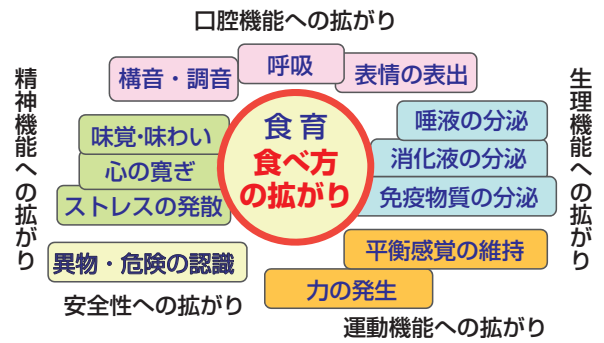 口腔機能への拡がり
構音・調音
呼吸
表情の表出
精神機能への拡がり
味覚・味わい
心の寛ぎ
ストレスの発散
食育
食べ方
の拡がり
唾液の分泌
消化液の分泌
免疫物質の分泌
生理機能への拡がり
異物・危険の認識
安全性への拡がり
平衡感覚の維持
力の発生
運動機能への拡がり